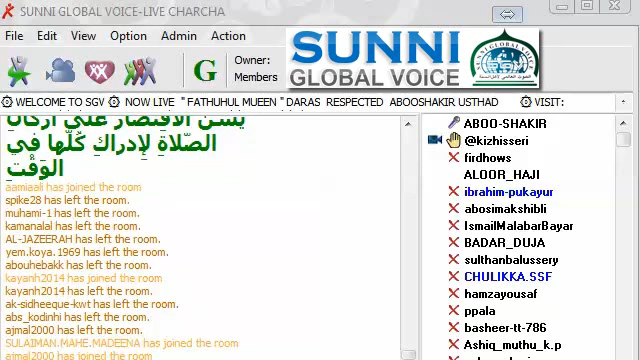 SUNNI GLOBAL VOICE-LIVE CHARCHA
File Edit View Option Admin Action
G
Owner:
Members
SUNNI
GLOBAL VOICE
WELCOME TO SGV NOW LIVE " FATHUHUL MUEEN " DARAS RESPECTED ABOOSHAKIR USTHAD VISIT:
يُسَنُّ الاِقْتِصَارُ عَلَى أَرْكَانِ
الصَّلَاةِ لِإِدراكِ كُلِّها فِي
الوَقْتِ
aamiaali has joined the room
spike28 has left the room.
muhami-1 has left the room.
kamanalal has left the room.
AL-JAZEERAH has left the room.
yem.koya.1969 has left the room.
abouhebakk has left the room.
kayanh2014 has joined the room
kayanh2014 has left the room.
ak-sidheeque-kwt has left the room.
abs_kodinhi has left the room.
ajmal2000 has left the room.
SULAIMAN.MAHE.MADEENA has joined the room
ajmal2000 has joined the room
ABOO-SHAKIR
@kizhisseri
firdhows
ALOOR_HAJI
ibrahim-pukayur
abosimakshibli
IsmailMalabarBayar
BADAR_DUJA
sulthanbalussery
CHULIKKA.SSF
hamzayousaf
ppala
basheer-tt-786
Ashiq_muthu_k.p